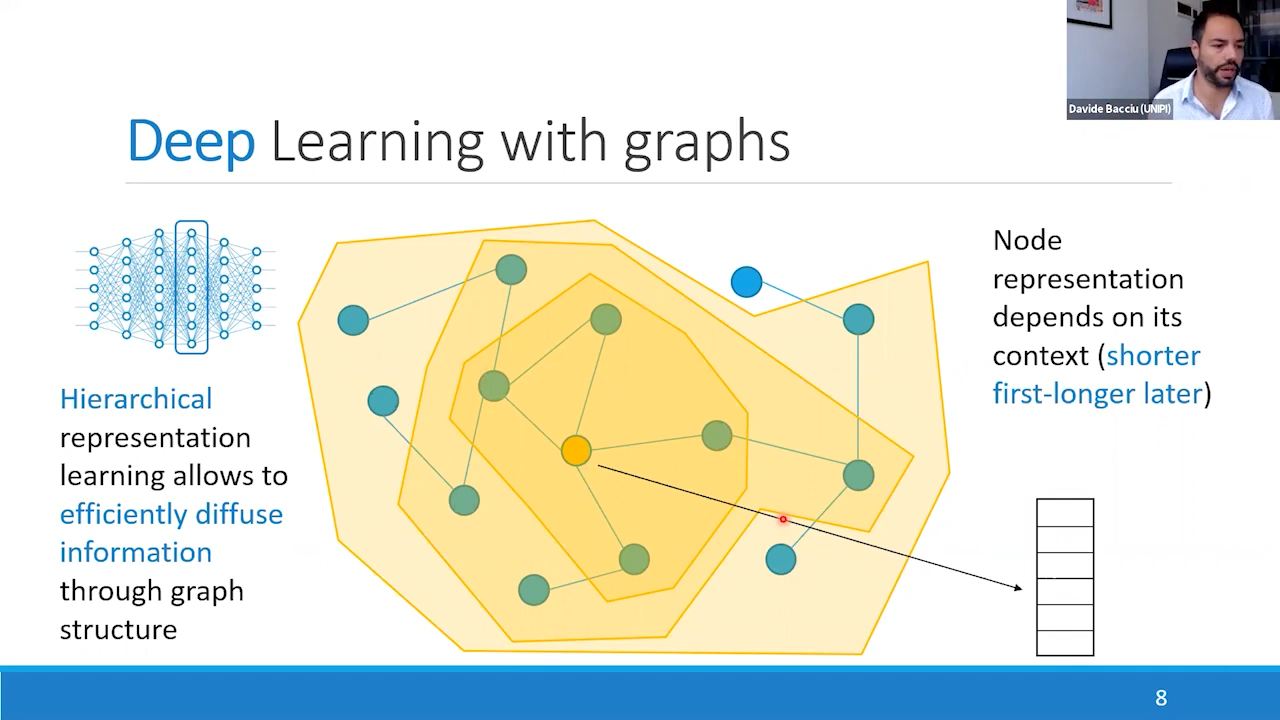 Davide Bacciu (UNIPI)
Deep Learning with graphs
Hierarchical
representation
learning allows to
efficiently diffuse
information
through graph
structure
Node
representation
depends on its
context (shorter
first-longer later)
8